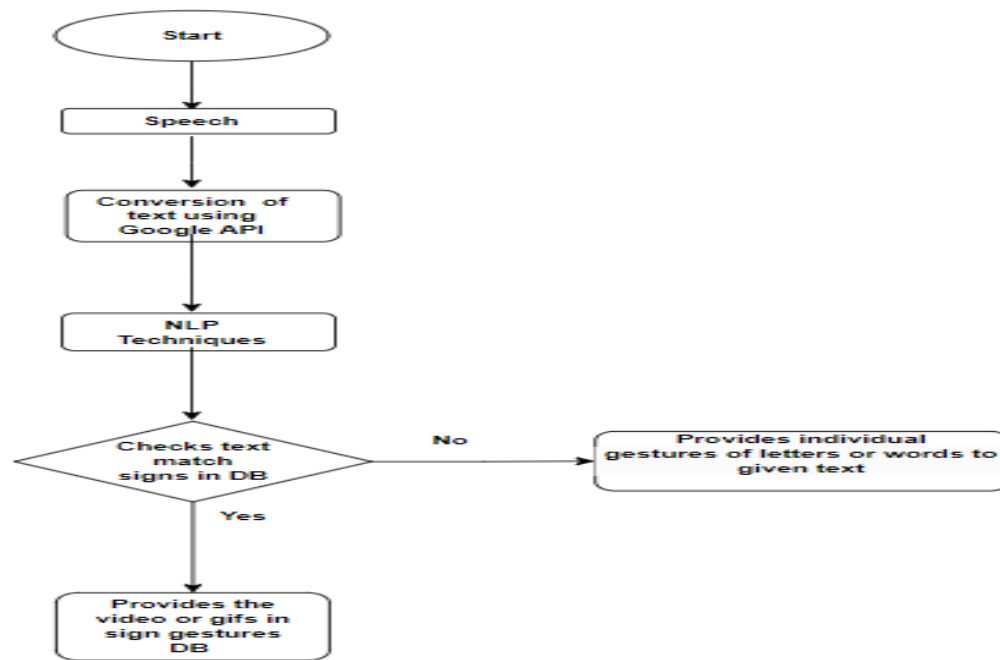 Start
Speech
Conversion of
text using
Google API
NLP
Techniques
Checks text
match
signs in DB
No
Provides individual
gestures of letters or words to
given text
Yes
Provides the
video or gifs in
sign gestures
DB